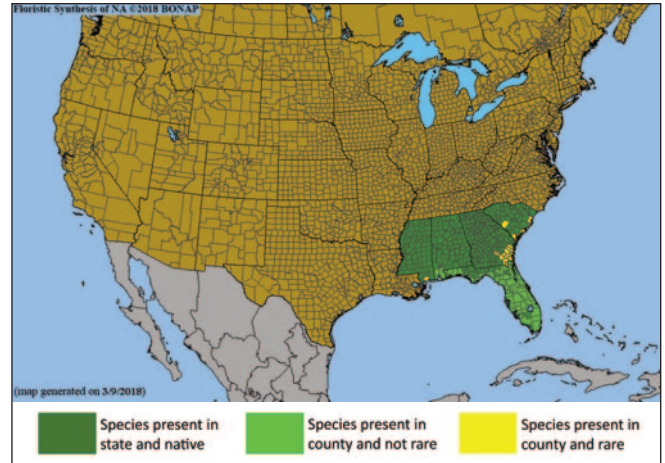 Floristic Synthesis of NA ©2018 BONAP
(map generated on 3/9/2018)
Species present in
state and native
Species present in
county and not rare
Species present in
county and rare